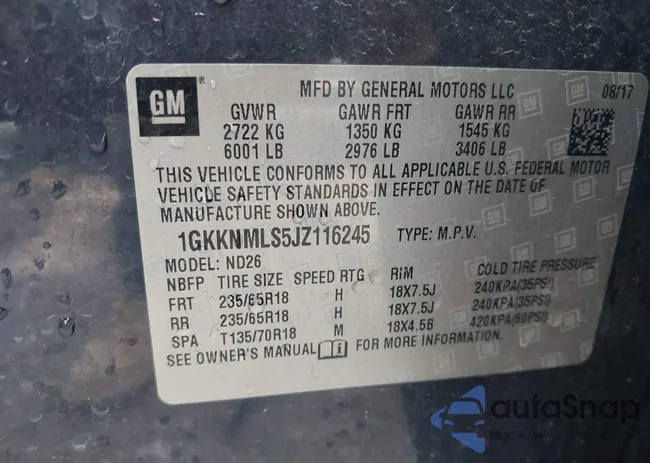 GM
MFD BY GENERAL MOTORS LLC 08/17
GVWR GAWR FRT GAWR RR
2722 KG 1350 KG 1545 KG
6001 LB 2976 LB 3406 LB
THIS VEHICLE CONFORMS TO ALL APPLICABLE U.S. FEDERAL MOTOR
VEHICLE SAFETY STANDARDS IN EFFECT ON THE DATE OF
MANUFACTURE SHOWN ABOVE.
1GKKNMLS5JZ116245 TYPE: M.P.V.
MODEL: ND26
NBFP TIRE SIZE SPEED RTG RIM COLD TIRE PRESSURE
FRT 235/65R18 H 18X7.5J 240KPA(35PSI)
RR 235/65R18 H 18X7.5J 240KPA(35PSI)
SPA T135/70R18 M 18X4.5B 420KPA(60PSI)
SEE OWNER'S MANUAL FOR MORE INFORMATION
autoSnap